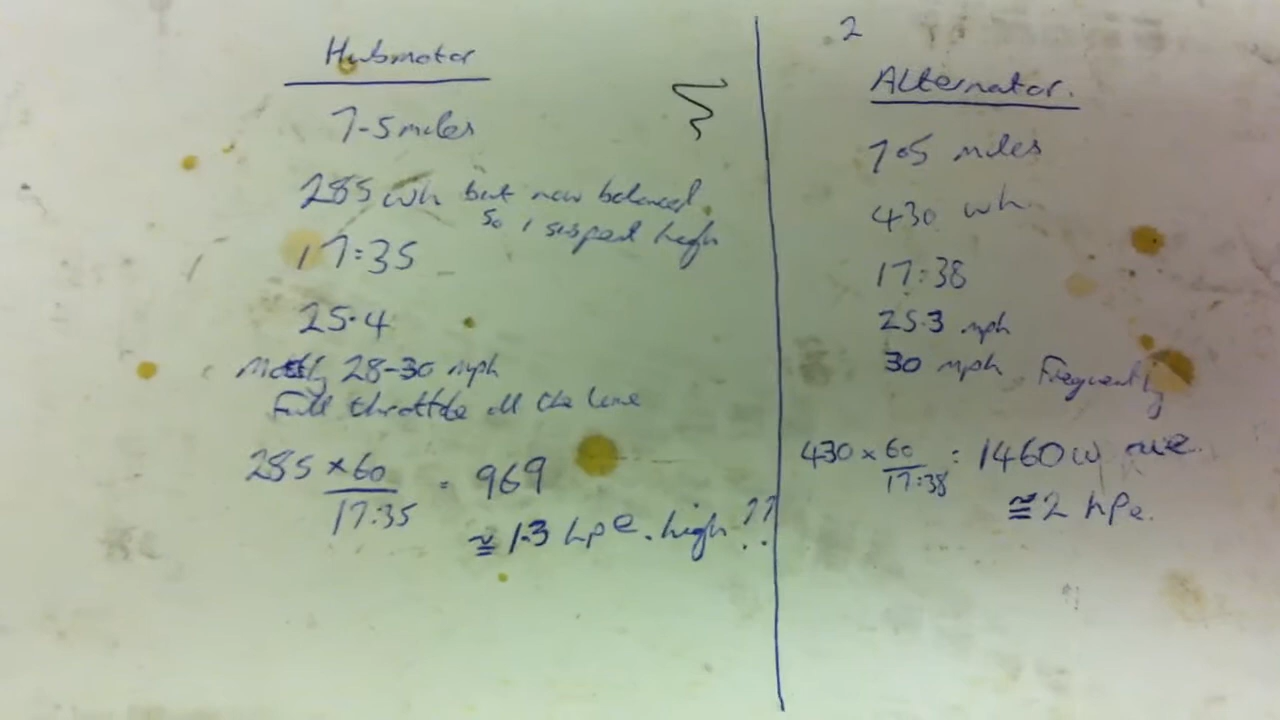 Hubmotor
7.5 miles
285 wh but now balanced.
So I suspect high
17:35
25.4
Mostly 28-30 mph
Full throttle all the time
285 × 60
17:35
= 969
≅ 1.3 hpe. high ??
2
Alternator.
7.5 miles
430 wh.
17:38
25.3 mph
30 mph Frequently
430 × 60
17:38
= 1460w ave.
≅ 2 hpe.